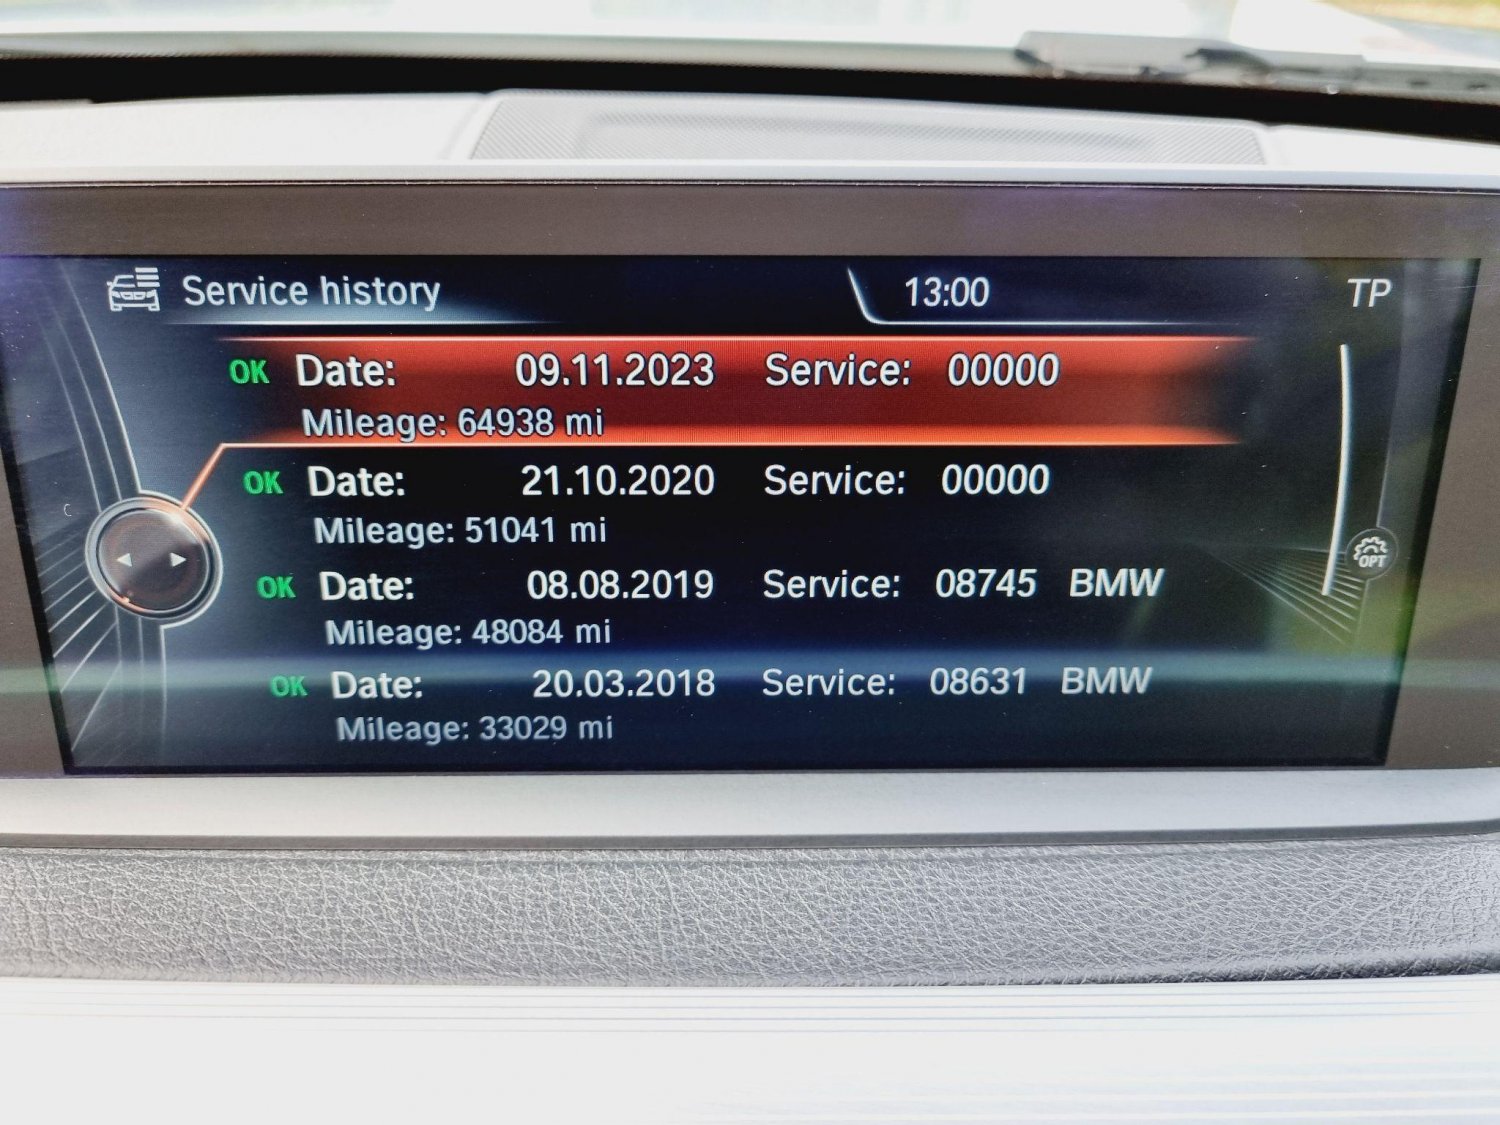 Service history 13:00 TP
OK Date: 09.11.2023 Service: 00000
Mileage: 64938 mi
OK Date: 21.10.2020 Service: 00000
Mileage: 51041 mi
OPT
OK Date: 08.08.2019 Service: 08745 BMW
Mileage: 48084 mi
OK Date: 20.03.2018 Service: 08631 BMW
Mileage: 33029 mi